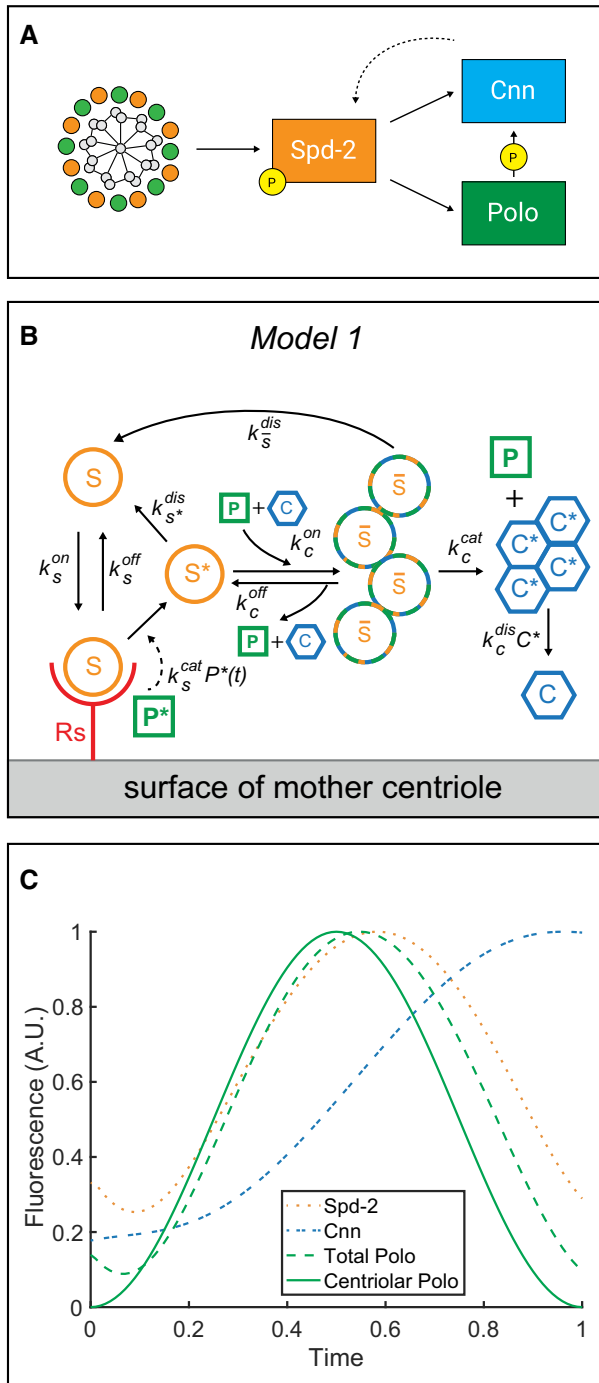 A
Spd-2
P
Cnn
P
Polo
B
Model 1
k_s̄^dis
S
k_s*^dis
P + C
k_c^on
k_s^on
k_s^off
S*
k_c^off
P + C
S̄
S̄
S̄
S̄
k_c^cat
P
+
C*
C*
C*
C*
k_c^dis C*
C
S
k_s^cat P*(t)
P*
Rs
surface of mother centriole
C
Fluorescence (A.U.)
1
0.8
0.6
0.4
0.2
0
Spd-2
Cnn
Total Polo
Centriolar Polo
0 0.2 0.4 0.6 0.8 1
Time